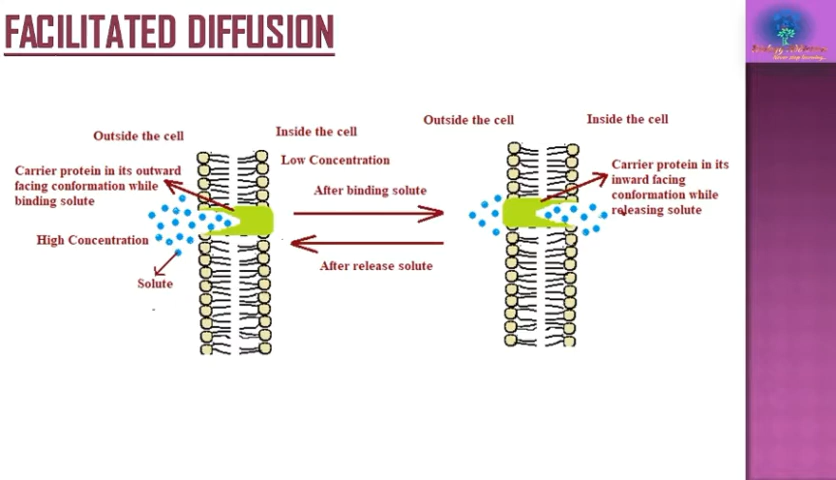 FACILITATED DIFFUSION
Outside the cell
Inside the cell
Low Concentration
Carrier protein in its outward
facing conformation while
binding solute
High Concentration
Solute
After binding solute
After release solute
Outside the cell
Inside the cell
Carrier protein in its
inward facing
conformation while
releasing solute